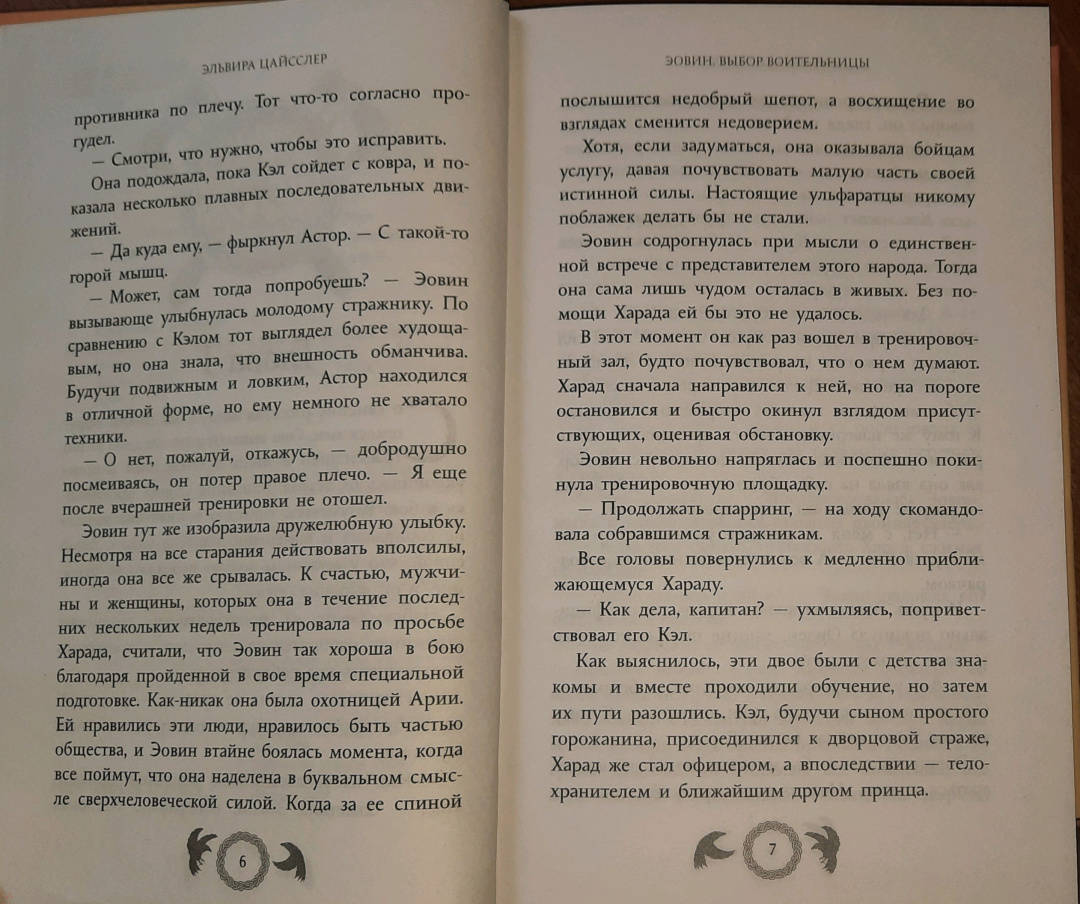 ЭЛЬВИРА ЦАЙССЛЕР
противника по плечу. Тот что-то согласно про-
гудел.
— Смотри, что нужно, чтобы это исправить.
Она подождала, пока Кэл сойдет с ковра, и по-
казала несколько плавных последовательных дви-
жений.
— Да куда ему, — фыркнул Астор. — С такой-то
горой мышц.
— Может, сам тогда попробуешь? — Эовин
вызывающе улыбнулась молодому стражнику. По
сравнению с Кэлом тот выглядел более худоща-
вым, но она знала, что внешность обманчива.
Будучи подвижным и ловким, Астор находился
в отличной форме, но ему немного не хватало
техники.
— О нет, пожалуй, откажусь, — добродушно
посмеиваясь, он потер правое плечо. — Я еще
после вчерашней тренировки не отошел.
Эовин тут же изобразила дружелюбную улыбку.
Несмотря на все старания действовать вполсилы,
иногда она все же срывалась. К счастью, мужчи-
ны и женщины, которых она в течение послед-
них нескольких недель тренировала по просьбе
Харада, считали, что Эовин так хороша в бою
благодаря пройденной в свое время специальной
подготовке. Как-никак она была охотницей Арии.
Ей нравились эти люди, нравилось быть частью
общества, и Эовин втайне боялась момента, когда
все поймут, что она наделена в буквальном смыс-
ле сверхчеловеческой силой. Когда за ее спиной
6
ЭОВИН. ВЫБОР ВОИТЕЛЬНИЦЫ
послышится недобрый шепот, а восхищение во
взглядах сменится недоверием.
Хотя, если задуматься, она оказывала бойцам
услугу, давая почувствовать малую часть своей
истинной силы. Настоящие ульфаратцы никому
поблажек делать бы не стали.
Эовин содрогнулась при мысли о единствен-
ной встрече с представителем этого народа. Тогда
она сама лишь чудом осталась в живых. Без по-
мощи Харада ей бы это не удалось.
В этот момент он как раз вошел в тренировоч-
ный зал, будто почувствовал, что о нем думают.
Харад сначала направился к ней, но на пороге
остановился и быстро окинул взглядом присут-
ствующих, оценивая обстановку.
Эовин невольно напряглась и поспешно поки-
нула тренировочную площадку.
— Продолжать спарринг, — на ходу скомандо-
вала собравшимся стражникам.
Все головы повернулись к медленно прибли-
жающемуся Хараду.
— Как дела, капитан? — ухмыляясь, попривет-
ствовал его Кэл.
Как выяснилось, эти двое были с детства зна-
комы и вместе проходили обучение, но затем
их пути разошлись. Кэл, будучи сыном простого
горожанина, присоединился к дворцовой страже,
Харад же стал офицером, а впоследствии — тело-
хранителем и ближайшим другом принца.
7